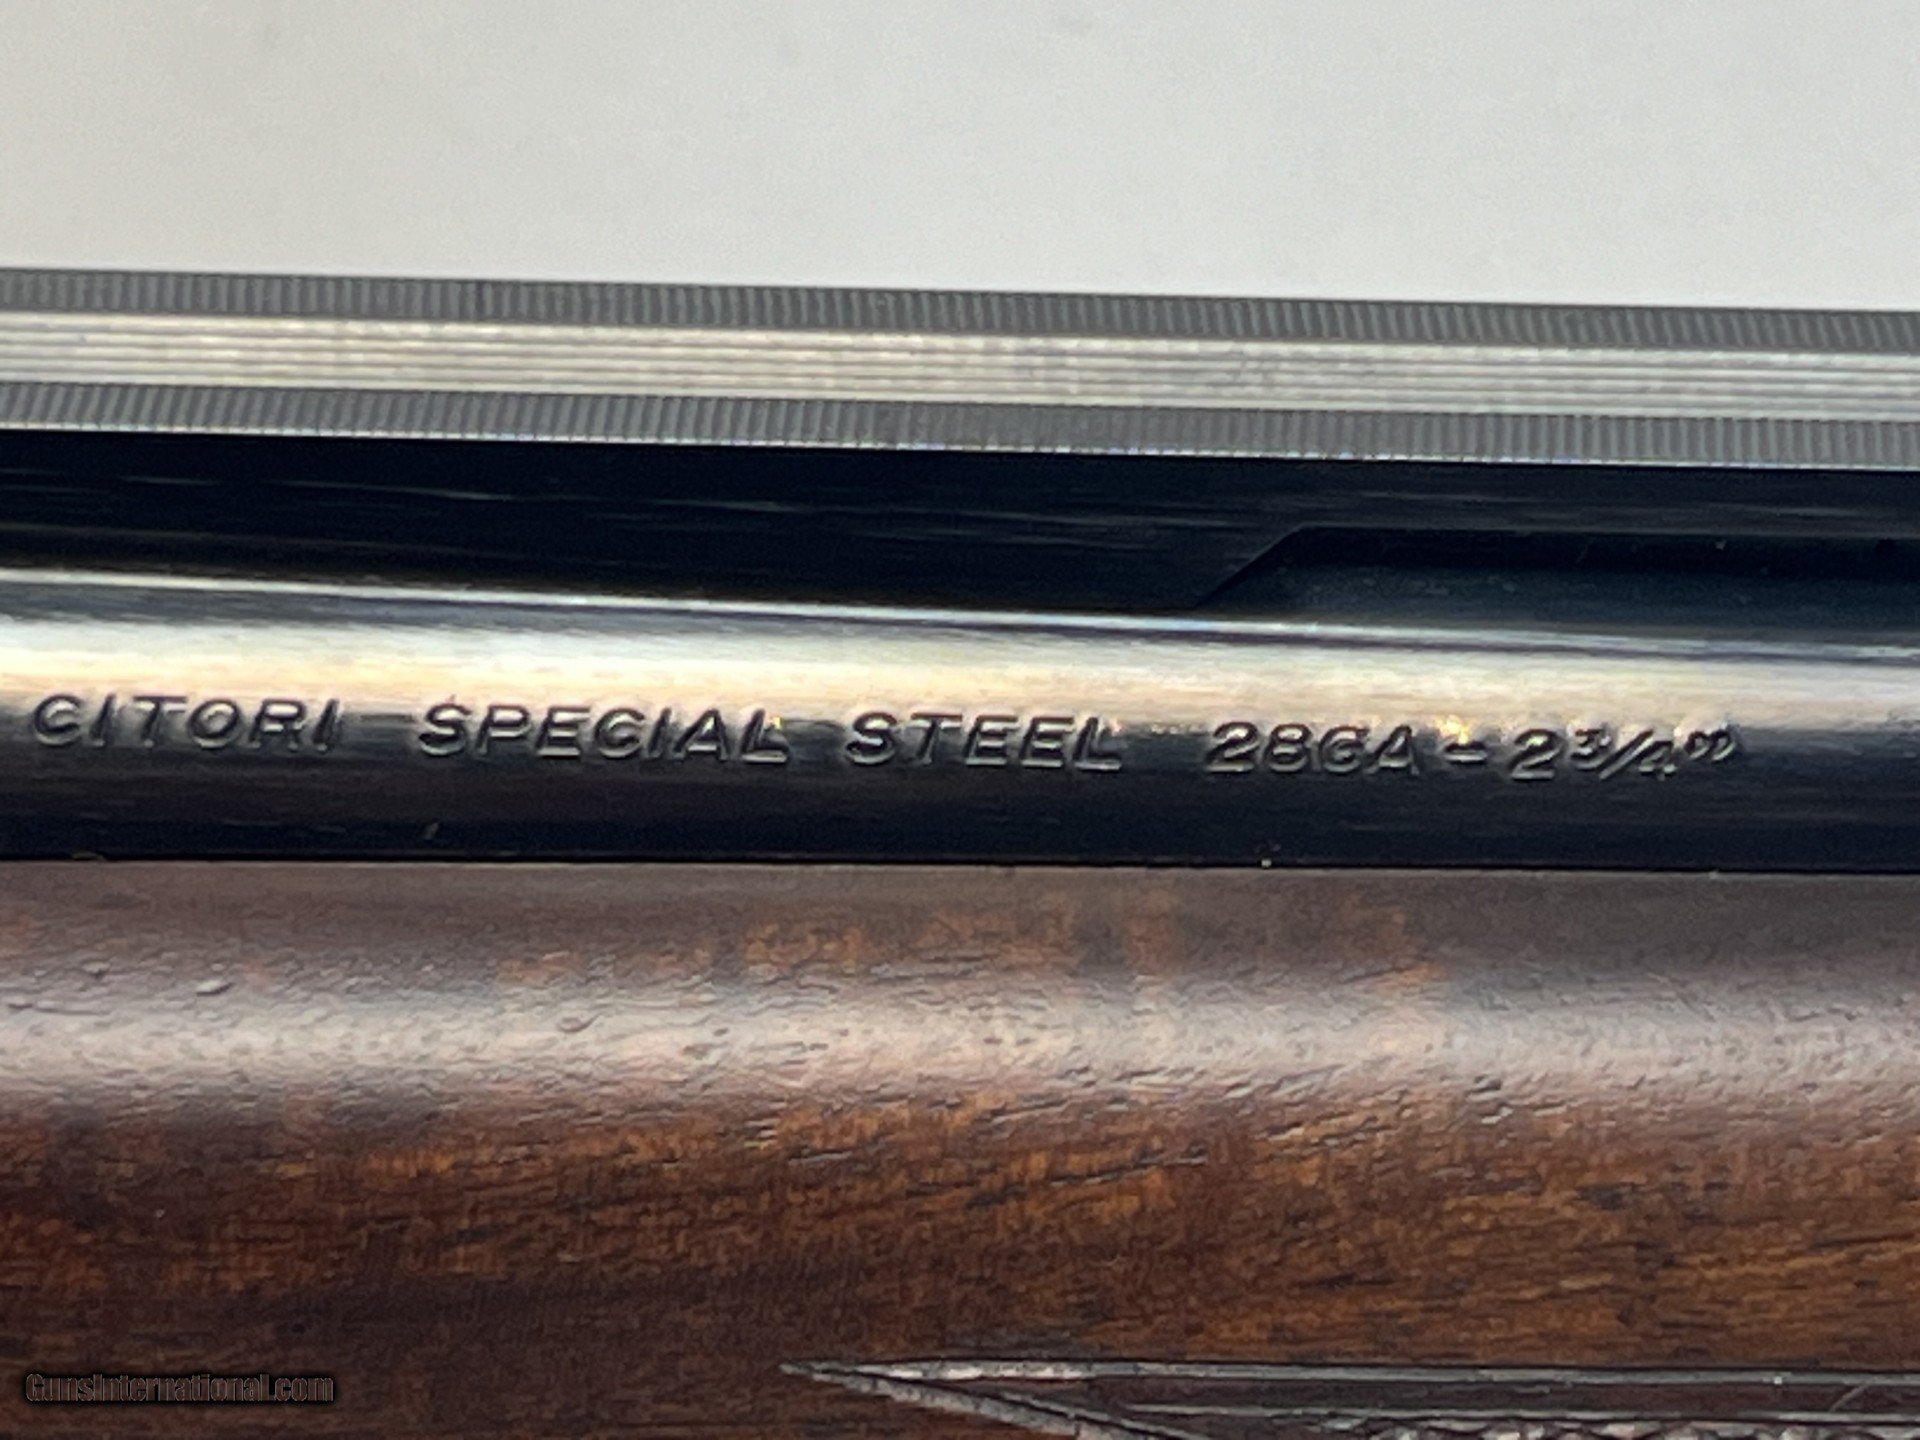 CITORI SPECIAL STEEL 28GA-2¾"
GunsInternational.com